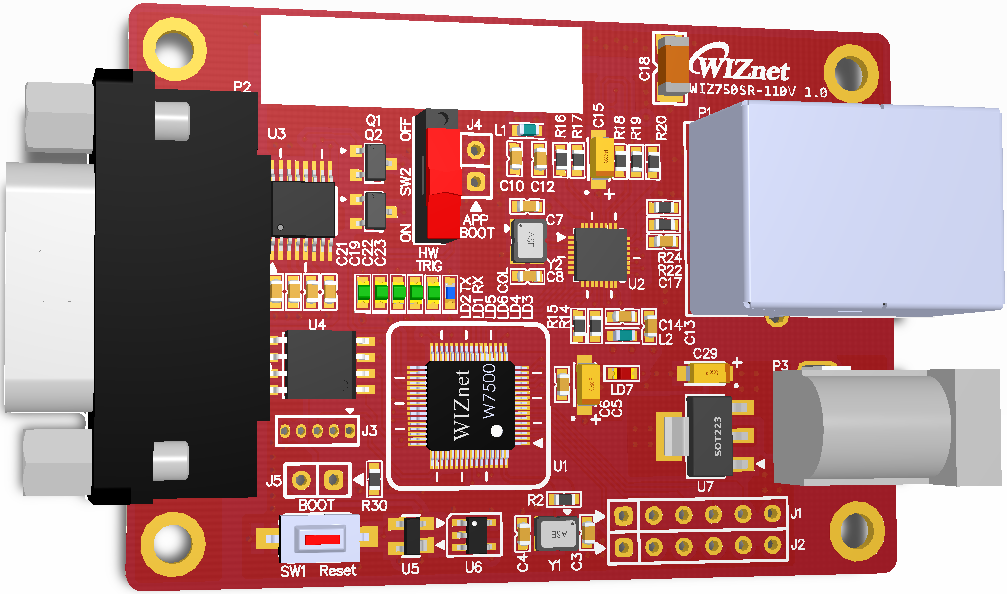 C18
WIZnet
WIZ750SR-110V 1.0
P2
P1
U3
Q1
Q2
OFF
SW2
ON
HW
TRIG
J4
APP
BOOT
L1
C10
C12
R16
R17
C15
R18
R19
R20
C7
Y2
C8
U2
R24
R22
C17
C21
C19
C22
C23
LD2 TX
LD1 RX
LD5
LD6 COL
LD4
LD3
U4
R15
R14
C14
L2
C13
WIZnet
W7500
U1
C6
C5
LD7
C29
P3
SOT223
U7
J3
J5
BOOT
R30
SW1
Reset
U5
U6
R2
C4
ASE
Y1
C3
J1
J2